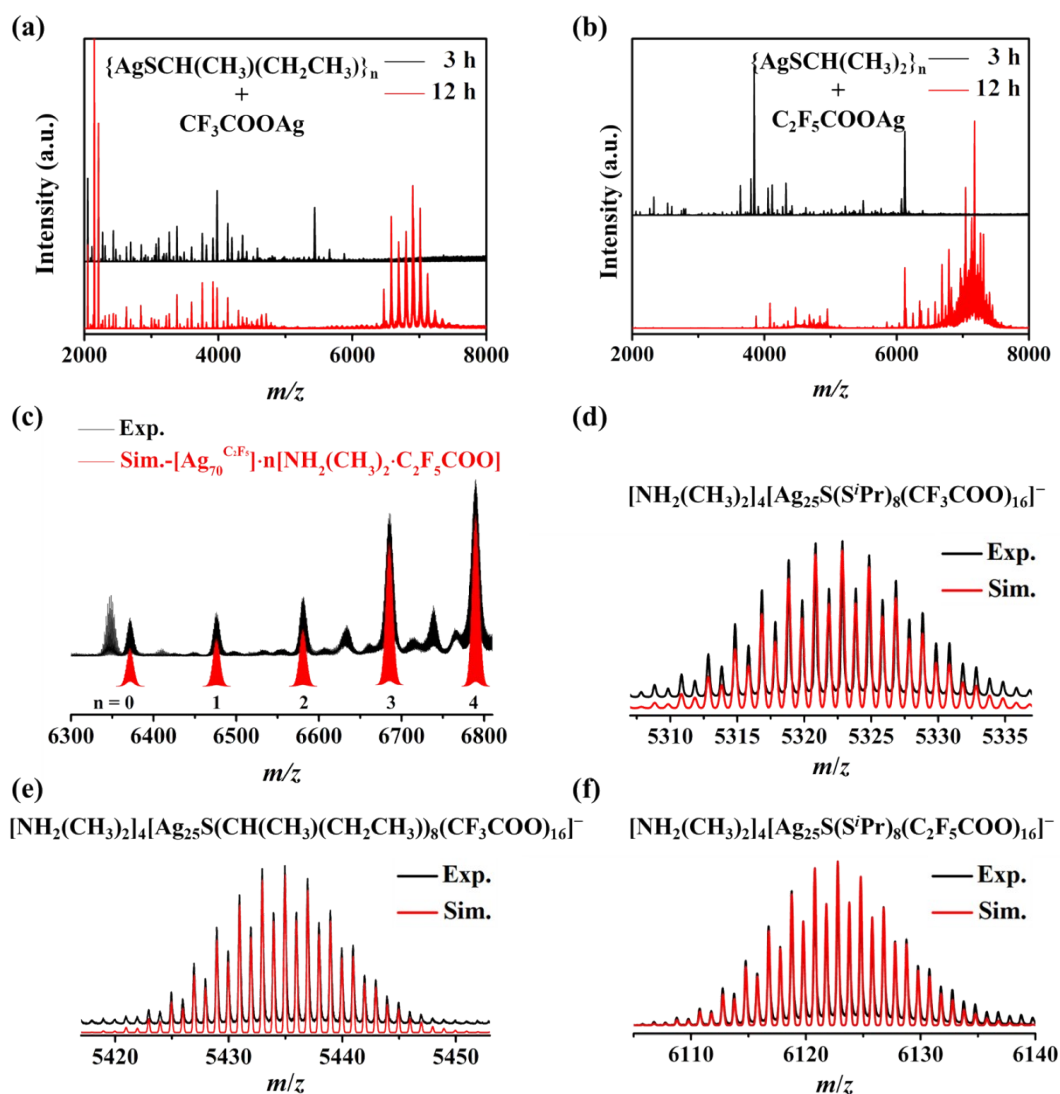 (a)
{AgSCH(CH₃)(CH₂CH₃)}ₙ
+
CF₃COOAg
3 h
12 h
Intensity (a.u.)
2000 4000 6000 8000
m/z
(b)
{AgSCH(CH₃)₂}ₙ
+
C₂F₅COOAg
3 h
12 h
Intensity (a.u.)
2000 4000 6000 8000
m/z
(c)
Exp.
Sim.-[Ag₇₀^C₂F₅]·n[NH₂(CH₃)₂·C₂F₅COO]
n = 0 1 2 3 4
6300 6400 6500 6600 6700 6800
m/z
(d)
[NH₂(CH₃)₂]₄[Ag₂₅S(SⁱPr)₈(CF₃COO)₁₆]⁻
Exp.
Sim.
5310 5315 5320 5325 5330 5335
m/z
(e)
[NH₂(CH₃)₂]₄[Ag₂₅S(CH(CH₃)(CH₂CH₃))₈(CF₃COO)₁₆]⁻
Exp.
Sim.
5420 5430 5440 5450
m/z
(f)
[NH₂(CH₃)₂]₄[Ag₂₅S(SⁱPr)₈(C₂F₅COO)₁₆]⁻
Exp.
Sim.
6110 6120 6130 6140
m/z